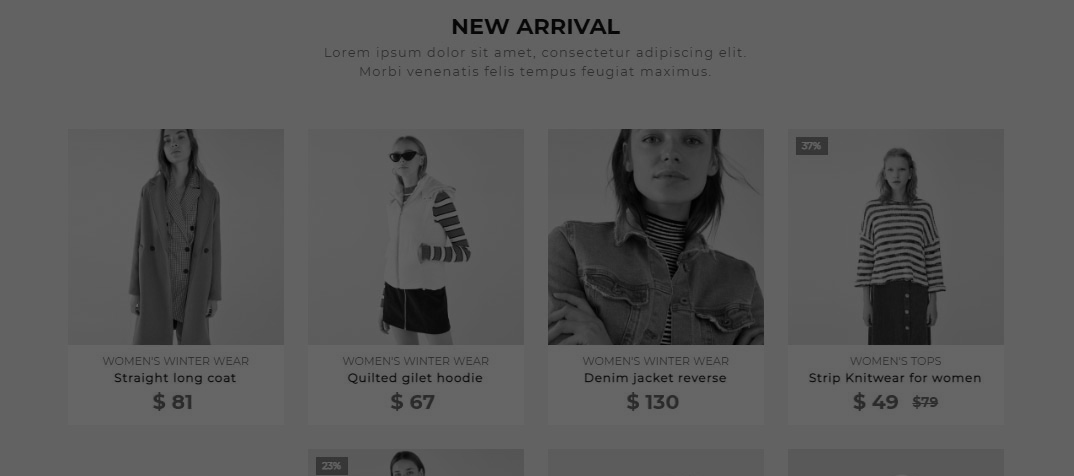 NEW ARRIVAL
Lorem ipsum dolor sit amet, consectetur adipiscing elit.
Morbi venenatis felis tempus feugiat maximus.
37%
WOMEN'S WINTER WEAR
Straight long coat
$ 81
WOMEN'S WINTER WEAR
Quilted gilet hoodie
$ 67
WOMEN'S WINTER WEAR
Denim jacket reverse
$ 130
WOMEN'S TOPS
Strip Knitwear for women
$ 49 $79
23%